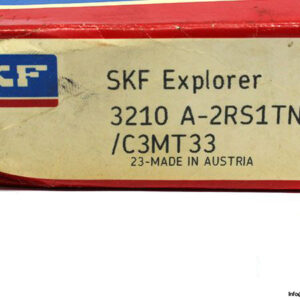 SKF
SKF Explorer
3210 A-2RS1TN
/C3MT33
23-MADE IN AUSTRIA